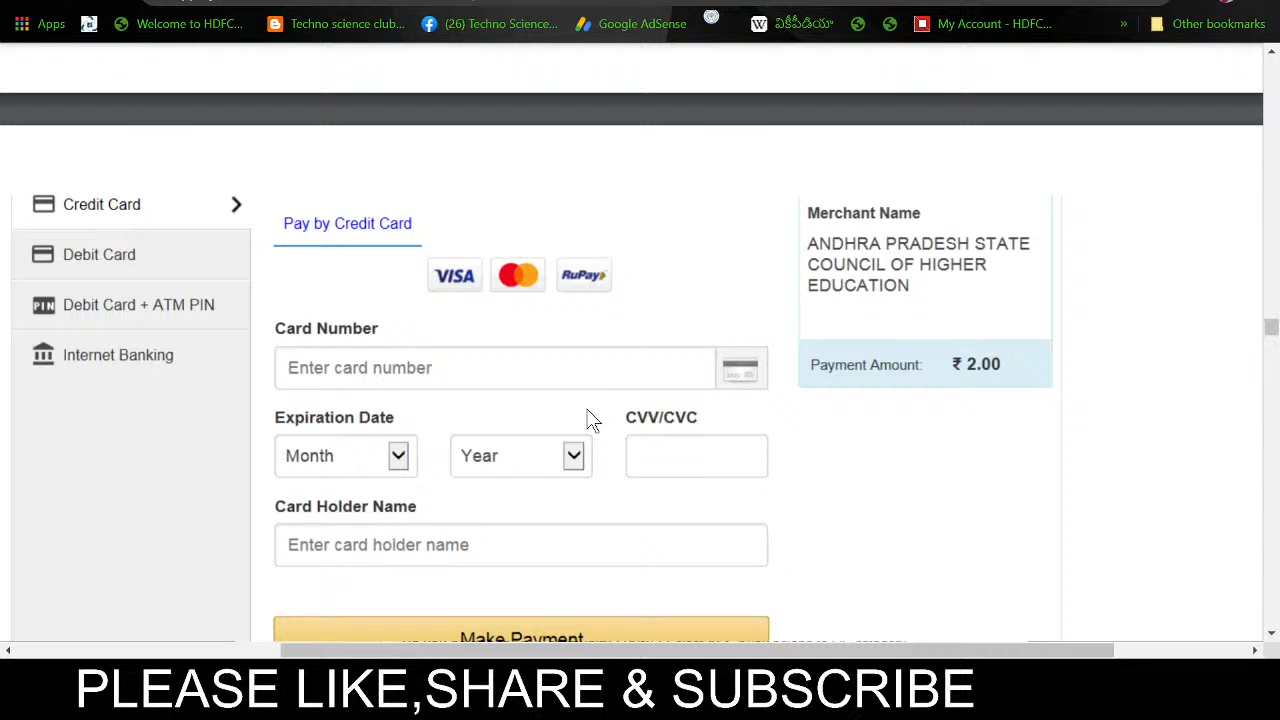 Apps
Welcome to HDFC...
Techno science club...
(26) Techno Science...
Google AdSense
W
వికీపీడియా
My Account - HDFC...
»
Other bookmarks
Credit Card
Debit Card
PIN Debit Card + ATM PIN
Internet Banking
Pay by Credit Card
VISA
RuPay
Card Number
Enter card number
Expiration Date
CVV/CVC
Month
Year
Card Holder Name
Enter card holder name
Make Payment
Merchant Name
ANDHRA PRADESH STATE
COUNCIL OF HIGHER
EDUCATION
Payment Amount: ₹ 2.00
PLEASE LIKE,SHARE & SUBSCRIBE